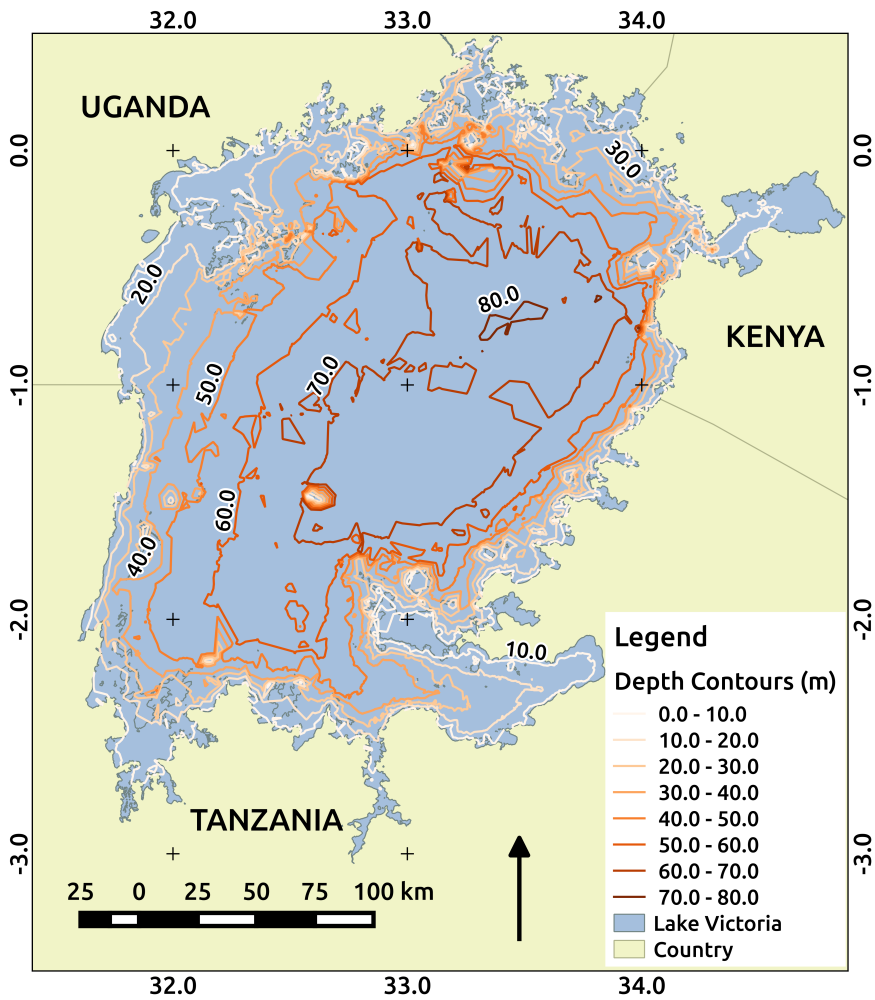 32.0 33.0 34.0
UGANDA
0.0 30.0 0.0
20.0
80.0
KENYA
70.0
50.0
-1.0 -1.0
60.0
40.0
-2.0 -2.0
10.0
Legend
Depth Contours (m)
0.0 - 10.0
10.0 - 20.0
20.0 - 30.0
30.0 - 40.0
40.0 - 50.0
50.0 - 60.0
60.0 - 70.0
70.0 - 80.0
Lake Victoria
Country
TANZANIA
-3.0 -3.0
25 0 25 50 75 100 km
32.0 33.0 34.0